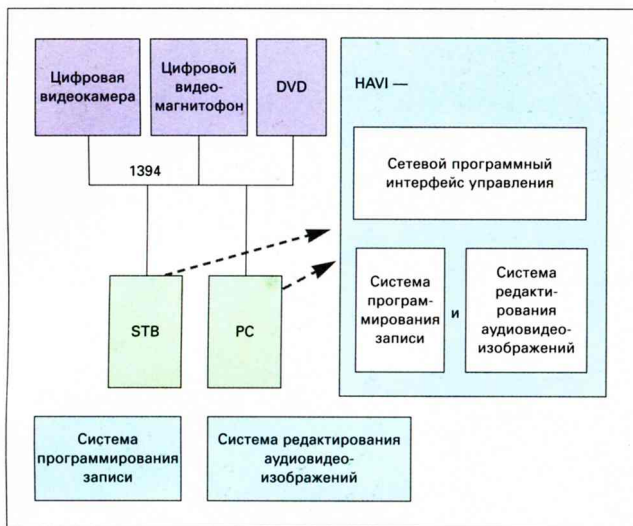 Цифровая
видеокамера
Цифровой
видео-
магнитофон
DVD
1394
STB
PC
HAVI —
Сетевой программный
интерфейс управления
Система
програм-
мирования
записи
и
Система
редакти-
рования
аудиовидео-
изображений
Система
программирования
записи
Система редактирования
аудиовидео-
изображений